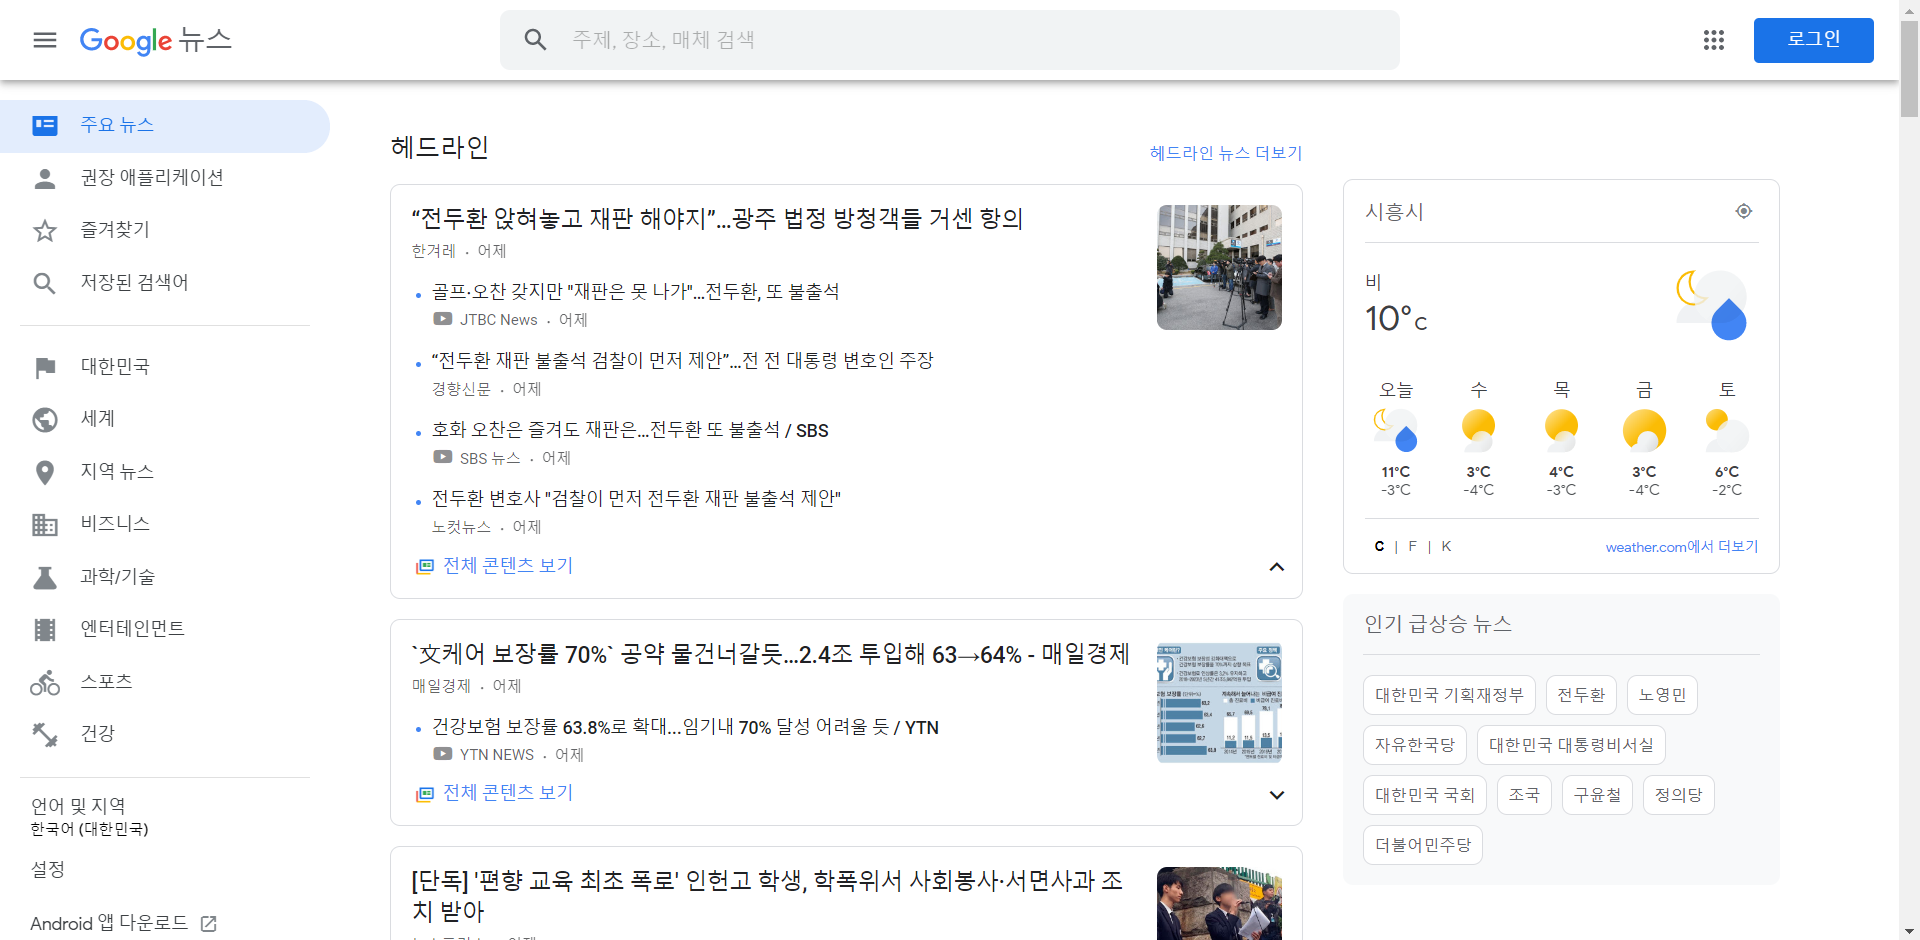 Google 뉴스
주제, 장소, 매체 검색
로그인
주요 뉴스
권장 애플리케이션
즐겨찾기
저장된 검색어
대한민국
세계
지역 뉴스
비즈니스
과학/기술
엔터테인먼트
스포츠
건강
언어 및 지역
한국어 (대한민국)
설정
Android 앱 다운로드
헤드라인
헤드라인 뉴스 더보기
“전두환 앉혀놓고 재판 해야지”…광주 법정 방청객들 거센 항의
한겨레 · 어제
골프·오찬 갖지만 "재판은 못 나가"…전두환, 또 불출석
JTBC News · 어제
“전두환 재판 불출석 검찰이 먼저 제안”…전 전 대통령 변호인 주장
경향신문 · 어제
호화 오찬은 즐겨도 재판은…전두환 또 불출석 / SBS
SBS 뉴스 · 어제
전두환 변호사 "검찰이 먼저 전두환 재판 불출석 제안"
노컷뉴스 · 어제
전체 콘텐츠 보기
`文케어 보장률 70%` 공약 물건너갈듯…2.4조 투입해 63→64% - 매일경제
매일경제 · 어제
건강보험 보장률 63.8%로 확대...임기내 70% 달성 어려울 듯 / YTN
YTN NEWS · 어제
전체 콘텐츠 보기
[단독] '편향 교육 최초 폭로' 인헌고 학생, 학폭위서 사회봉사·서면사과 조
치 받아
시흥시
비
10°C
오늘 수 목 금 토
11°C 3°C 4°C 3°C 6°C
-3°C -4°C -3°C -4°C -2°C
C | F | K
weather.com에서 더보기
인기 급상승 뉴스
대한민국 기획재정부 전두환 노영민
자유한국당 대한민국 대통령비서실
대한민국 국회 조국 구윤철 정의당
더불어민주당